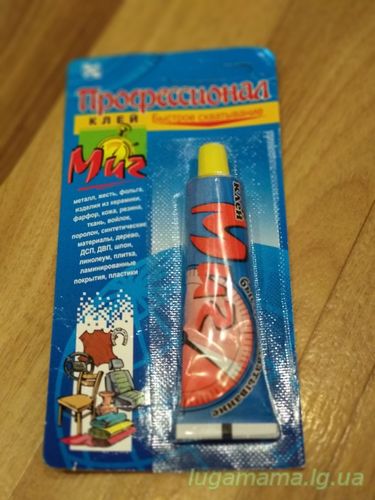 Профессионал
КЛЕЙ
Быстрое схватывание
Миг
металл, жесть, фольга,
изделия из керамики,
фарфор, кожа, резина,
ткань, войлок,
поролон, синтетические
материалы, дерево,
ДСП, ДВП, шпон,
линолеум, плитка,
ламинированные
покрытия, пластики
КЛЕЙ
Миг
lugamama.lg.ua